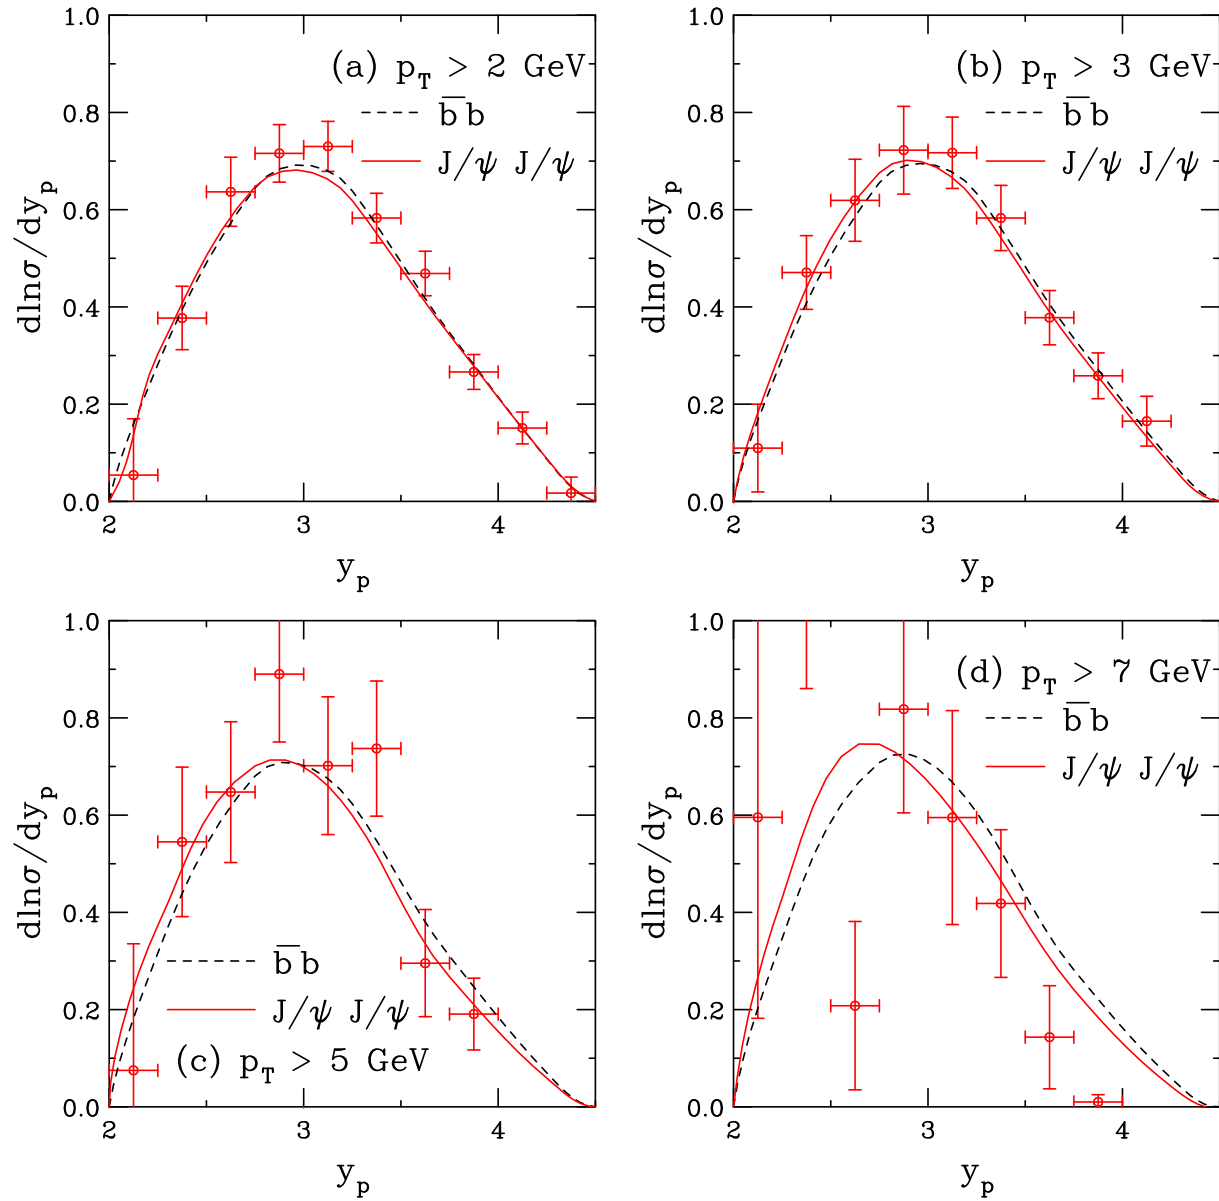 1.0
0.8
0.6
0.4
0.2
0.0
dlnσ/dy_p
(a) p_T > 2 GeV
b̅ b
J/ψ J/ψ
2 3 4
y_p
1.0
0.8
0.6
0.4
0.2
0.0
dlnσ/dy_p
(b) p_T > 3 GeV
b̅ b
J/ψ J/ψ
2 3 4
y_p
1.0
0.8
0.6
0.4
0.2
0.0
dlnσ/dy_p
b̅ b
J/ψ J/ψ
(c) p_T > 5 GeV
2 3 4
y_p
1.0
0.8
0.6
0.4
0.2
0.0
dlnσ/dy_p
(d) p_T > 7 GeV
b̅ b
J/ψ J/ψ
2 3 4
y_p